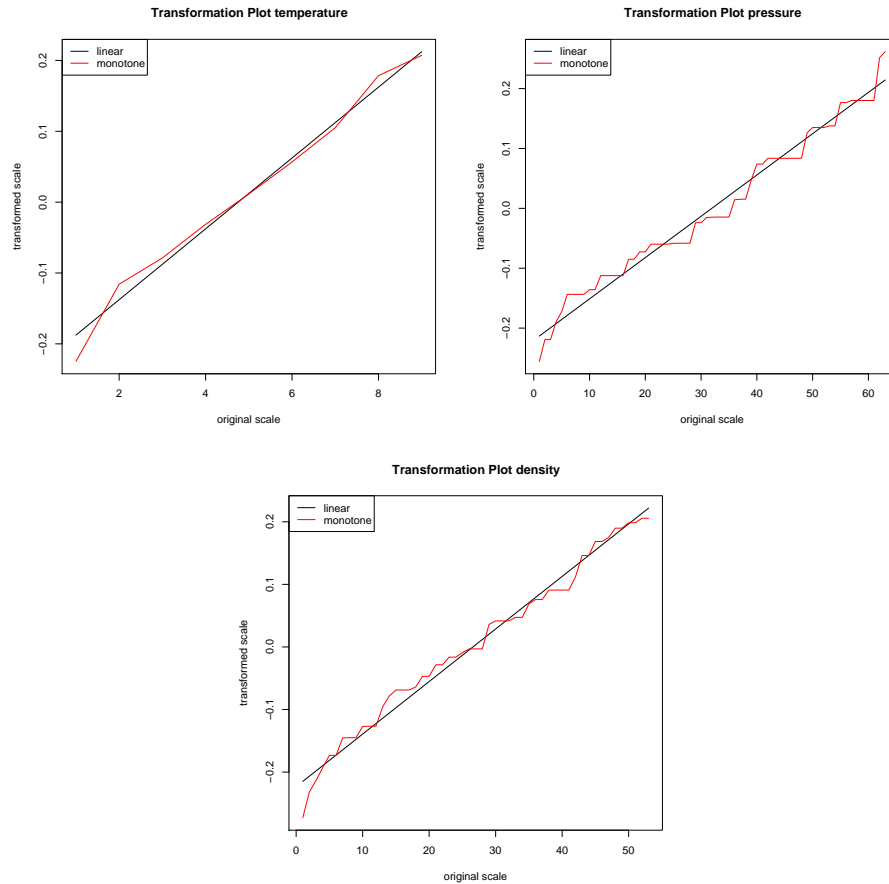 Transformation Plot temperature
linear
monotone
transformed scale
0.2
0.1
0.0
−0.1
−0.2
2
4
6
8
original scale
Transformation Plot pressure
linear
monotone
transformed scale
0.2
0.1
0.0
−0.1
−0.2
0
10
20
30
40
50
60
original scale
Transformation Plot density
linear
monotone
transformed scale
0.2
0.1
0.0
−0.1
−0.2
0
10
20
30
40
50
original scale